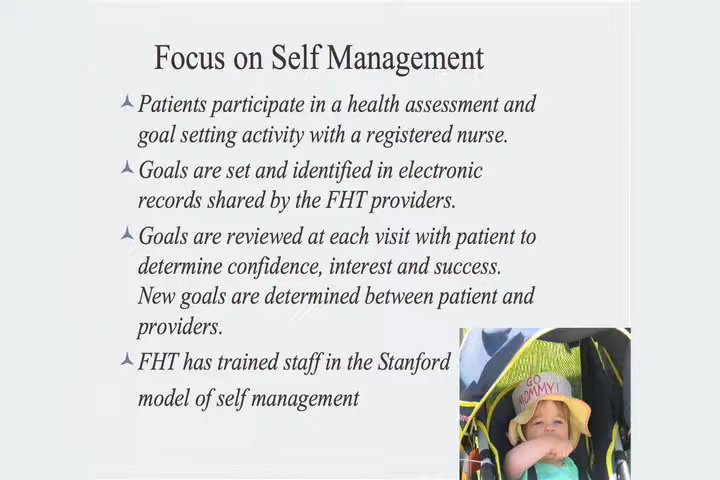 Focus on Self Management
Patients participate in a health assessment and
goal setting activity with a registered nurse.
Goals are set and identified in electronic
records shared by the FHT providers.
Goals are reviewed at each visit with patient to
determine confidence, interest and success.
New goals are determined between patient and
providers.
FHT has trained staff in the Stanford
model of self management
GO
MOMMY!